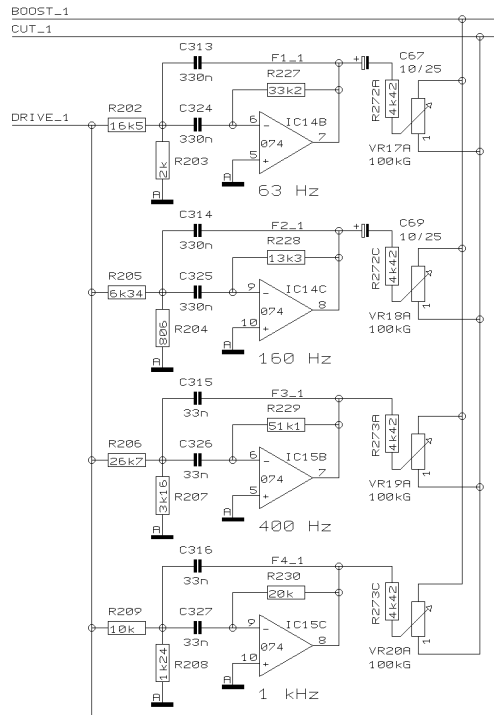 BOOST_1
CUT_1
C313
330n
F1_1
C67
10/25
+
R227
33k2
R272A
4k42
DRIVE_1
R202
16k5
C324
330n
6
-
IC14B
7
074
5
+
A
R203
2k
A
VR17A
100kG
1
63 Hz
C314
330n
F2_1
C69
10/25
+
R228
13k3
R272C
4k42
R205
6k34
C325
330n
9
-
IC14C
8
074
10
+
A
R204
806
A
VR18A
100kG
1
160 Hz
C315
33n
F3_1
R229
51k1
R273A
4k42
R206
26k7
C326
33n
6
-
IC15B
7
074
5
+
A
R207
3k16
A
VR19A
100kG
1
400 Hz
C316
33n
F4_1
R230
20k
R273C
4k42
R209
10k
C327
33n
9
-
IC15C
8
074
10
+
A
R208
1k24
A
VR20A
100kG
1
1 kHz